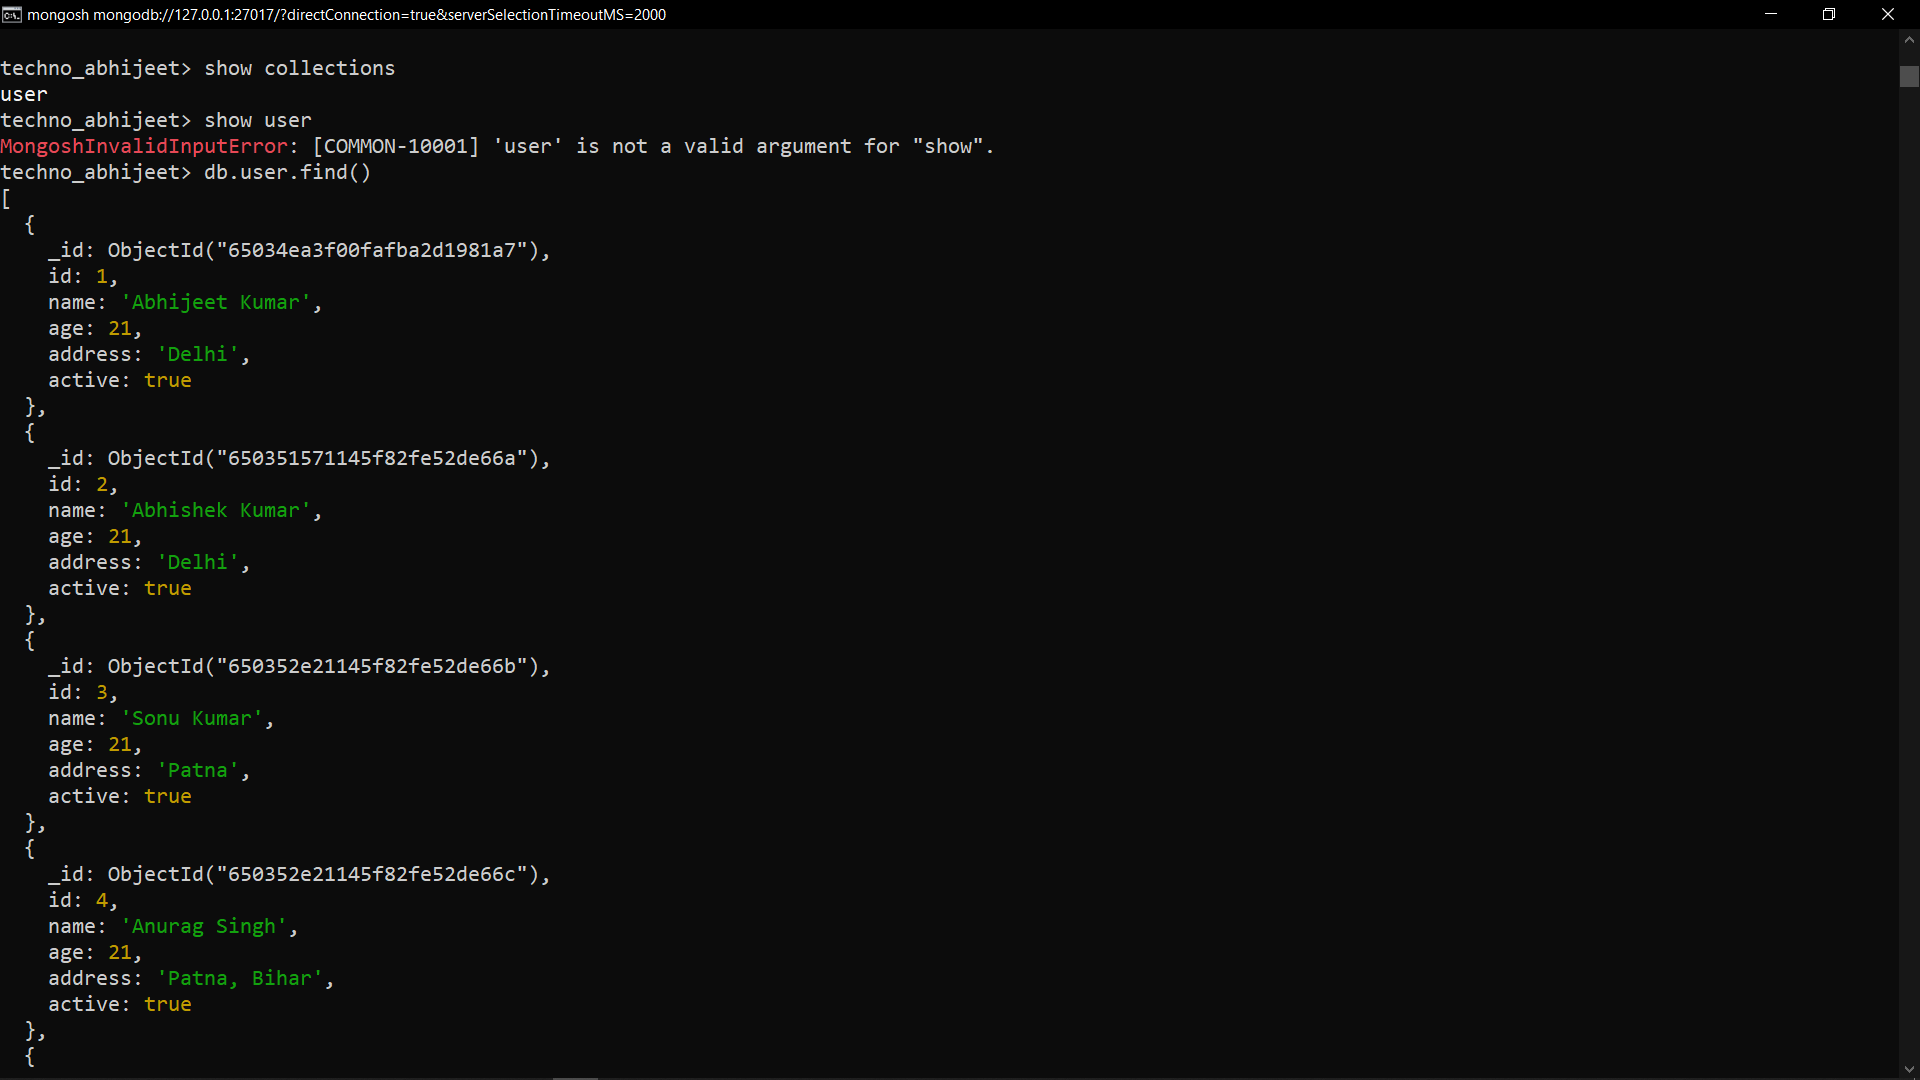 mongosh mongodb://127.0.0.1:27017/?directConnection=true&serverSelectionTimeoutMS=2000
techno_abhijeet> show collections
user
techno_abhijeet> show user
MongoshInvalidInputError: [COMMON-10001] 'user' is not a valid argument for "show".
techno_abhijeet> db.user.find()
[
  {
    _id: ObjectId("65034ea3f00fafba2d1981a7"),
    id: 1,
    name: 'Abhijeet Kumar',
    age: 21,
    address: 'Delhi',
    active: true
  },
  {
    _id: ObjectId("650351571145f82fe52de66a"),
    id: 2,
    name: 'Abhishek Kumar',
    age: 21,
    address: 'Delhi',
    active: true
  },
  {
    _id: ObjectId("650352e21145f82fe52de66b"),
    id: 3,
    name: 'Sonu Kumar',
    age: 21,
    address: 'Patna',
    active: true
  },
  {
    _id: ObjectId("650352e21145f82fe52de66c"),
    id: 4,
    name: 'Anurag Singh',
    age: 21,
    address: 'Patna, Bihar',
    active: true
  },
  {